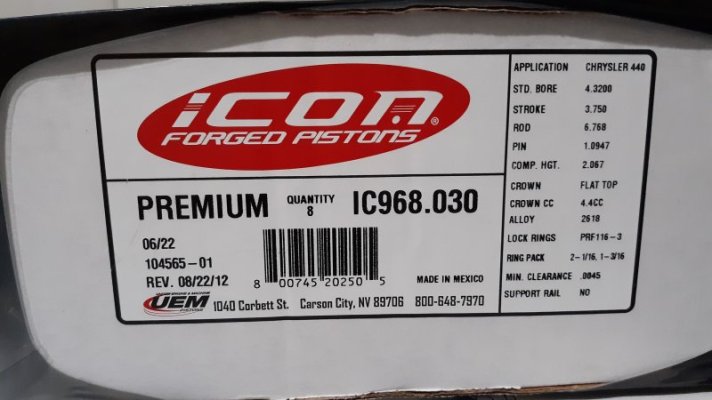 icon®
FORGED PISTONS
PREMIUM QUANTITY 8 IC968.030
06/22
104565-01
REV. 08/22/12
8 00745 20250 5
MADE IN MEXICO
UEM 1040 Corbett St. Carson City, NV 89706 800-648-7970
APPLICATION CHRYSLER 440
STD. BORE 4.3200
STROKE 3.750
ROD 6.768
PIN 1.0947
COMP. HGT. 2.067
CROWN FLAT TOP
CROWN CC 4.4CC
ALLOY 2618
LOCK RINGS PRF116-3
RING PACK 2-1/16, 1-3/16
MIN. CLEARANCE .0045
SUPPORT RAIL NO